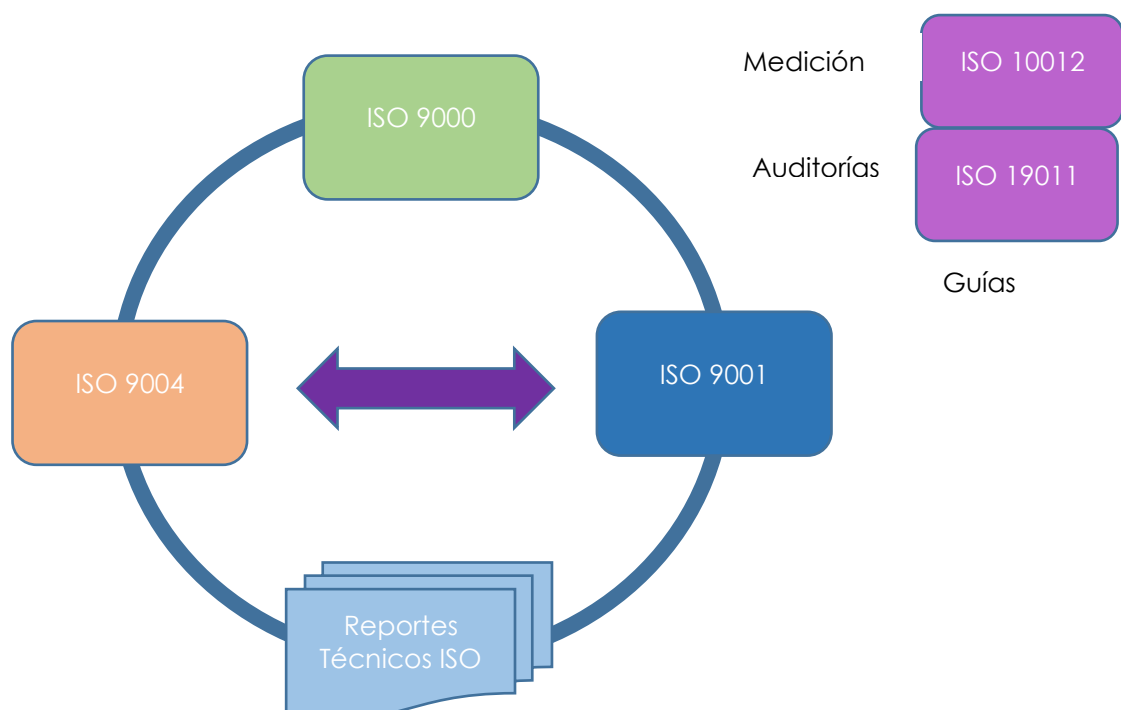 Medición
ISO 10012
ISO 9000
Auditorías
ISO 19011
Guías
ISO 9004
ISO 9001
Reportes
Técnicos ISO